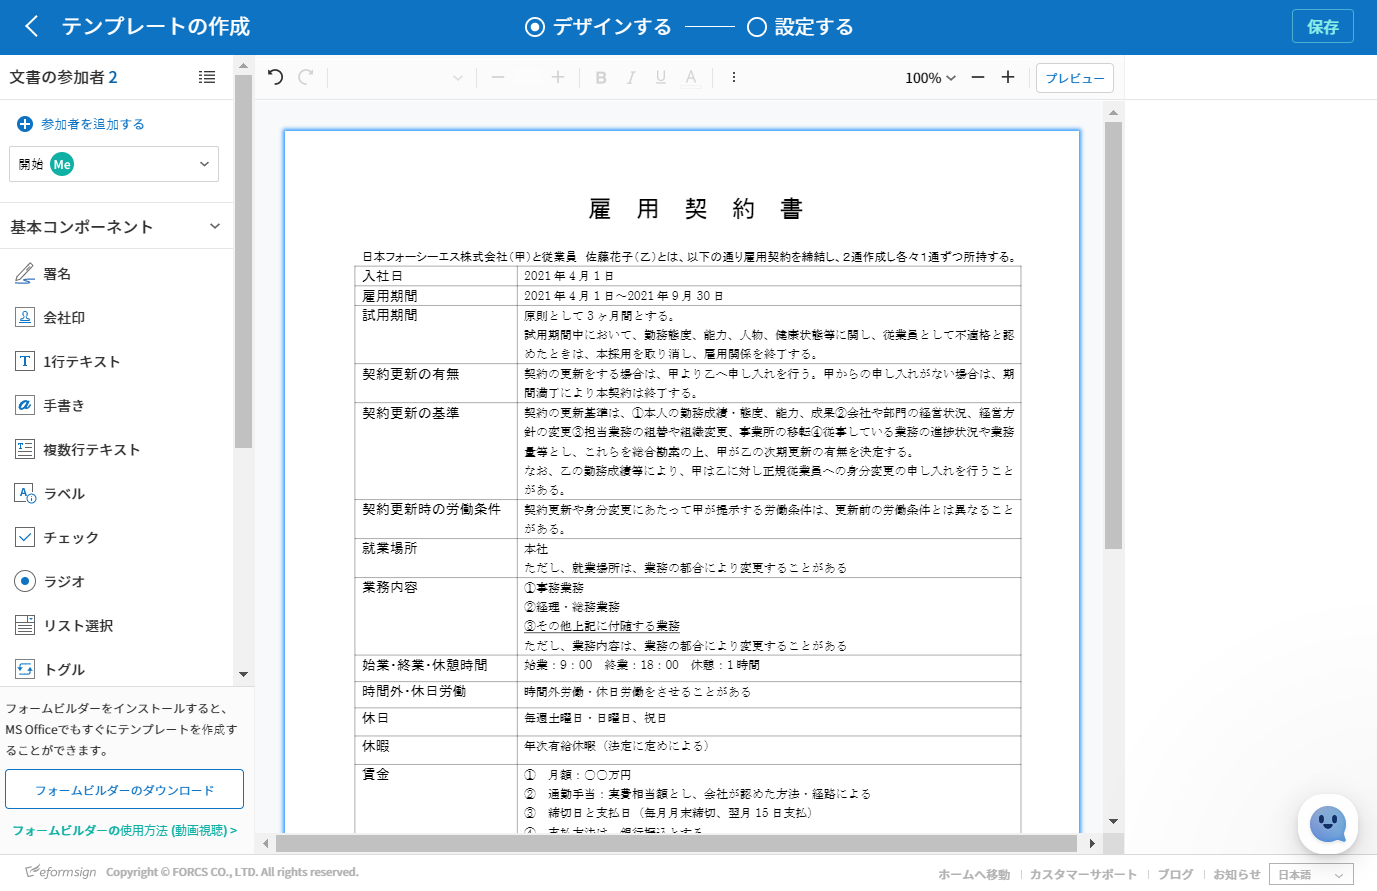 テンプレートの作成
デザインする
設定する
保存
文書の参加者 2
100%
プレビュー
参加者を追加する
開始 Me
基本コンポーネント
署名
会社印
1行テキスト
手書き
複数行テキスト
ラベル
チェック
ラジオ
リスト選択
トグル
フォームビルダーをインストールすると、
MS Officeでもすぐにテンプレートを作成す
ることができます。
フォームビルダーのダウンロード
フォームビルダーの使用方法 (動画視聴) >
雇 用 契 約 書
日本フォーシーエス株式会社(甲)と従業員 佐藤花子(乙)とは、以下の通り雇用契約を締結し、2通作成し各々1通ずつ所持する。
入社日 2021年4月1日
雇用期間 2021年4月1日～2021年9月30日
試用期間 原則として3ヶ月間とする。
試用期間中において、勤務態度、能力、人物、健康状態等に関し、従業員として不適格と認
めたときは、本採用を取り消し、雇用関係を終了する。
契約更新の有無 契約の更新をする場合は、甲より乙へ申し入れを行う。甲からの申し入れがない場合は、期
間満了により本契約は終了する。
契約更新の基準 契約の更新基準は、①本人の勤務成績・態度、能力、成果②会社や部門の経営状況、経営方
針の変更③担当業務の組替や組織変更、事業所の移転④従事している業務の進捗状況や業務
量等とし、これらを総合勘案の上、甲が乙の次期更新の有無を決定する。
なお、乙の勤務成績等により、甲は乙に対し正規従業員への身分変更の申し入れを行うこと
がある。
契約更新時の労働条件 契約更新や身分変更にあたって甲が提示する労働条件は、更新前の労働条件とは異なること
がある。
就業場所 本社
ただし、就業場所は、業務の都合により変更することがある
業務内容 ①事務業務
②経理・総務業務
③その他上記に付随する業務
ただし、業務内容は、業務の都合により変更することがある
始業・終業・休憩時間 始業:9:00 終業:18:00 休憩:1時間
時間外・休日労働 時間外労働・休日労働をさせることがある
休日 毎週土曜日・日曜日、祝日
休暇 年次有給休暇(法定に定めによる)
賃金 ① 月額:〇〇万円
② 通勤手当:実費相当額とし、会社が認めた方法・経路による
③ 締切日と支払日(毎月月末締切、翌月15日支払)
④ 支払方法は、銀行振込とする
eformsign Copyright © FORCS CO., LTD. All rights reserved.
ホームへ移動 カスタマーサポート ブログ お知らせ 日本語